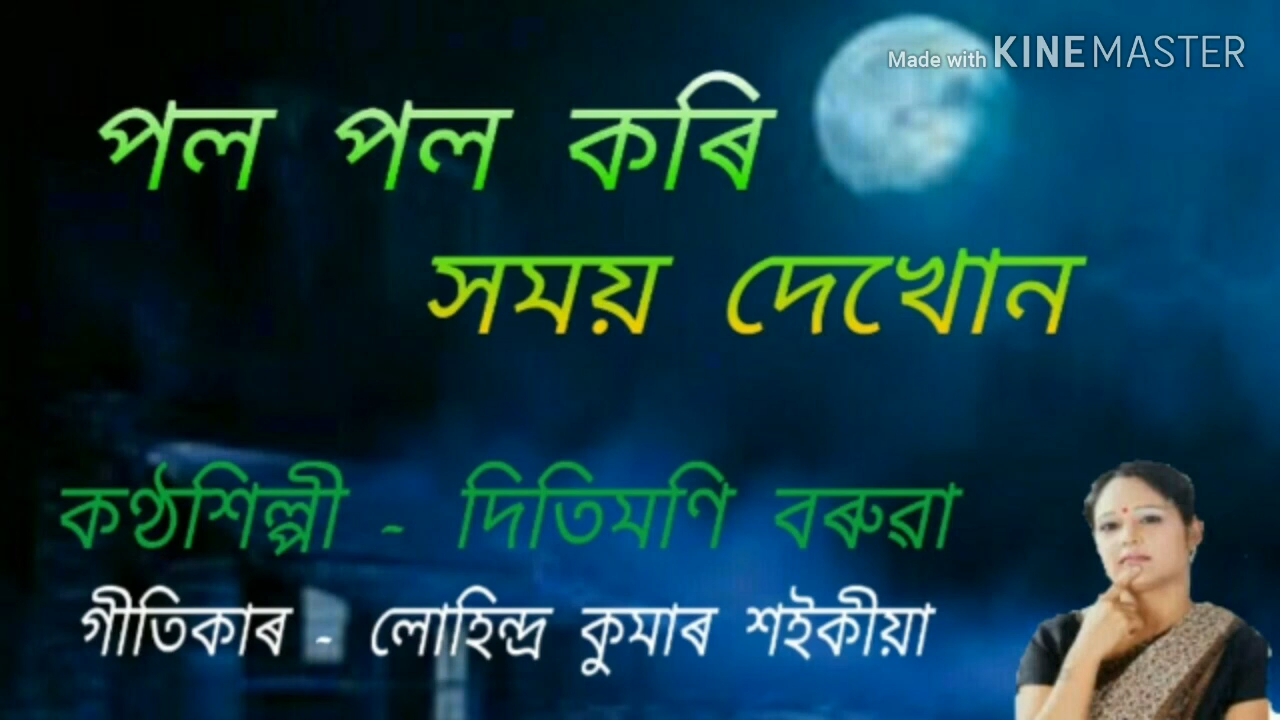 Made with KINEMASTER
পল পল কৰি
সময় দেখোন
কণ্ঠশিল্পী - দিতিমণি বৰুৱা
গীতিকাৰ - লোহিন্দ্ৰ কুমাৰ শইকীয়া